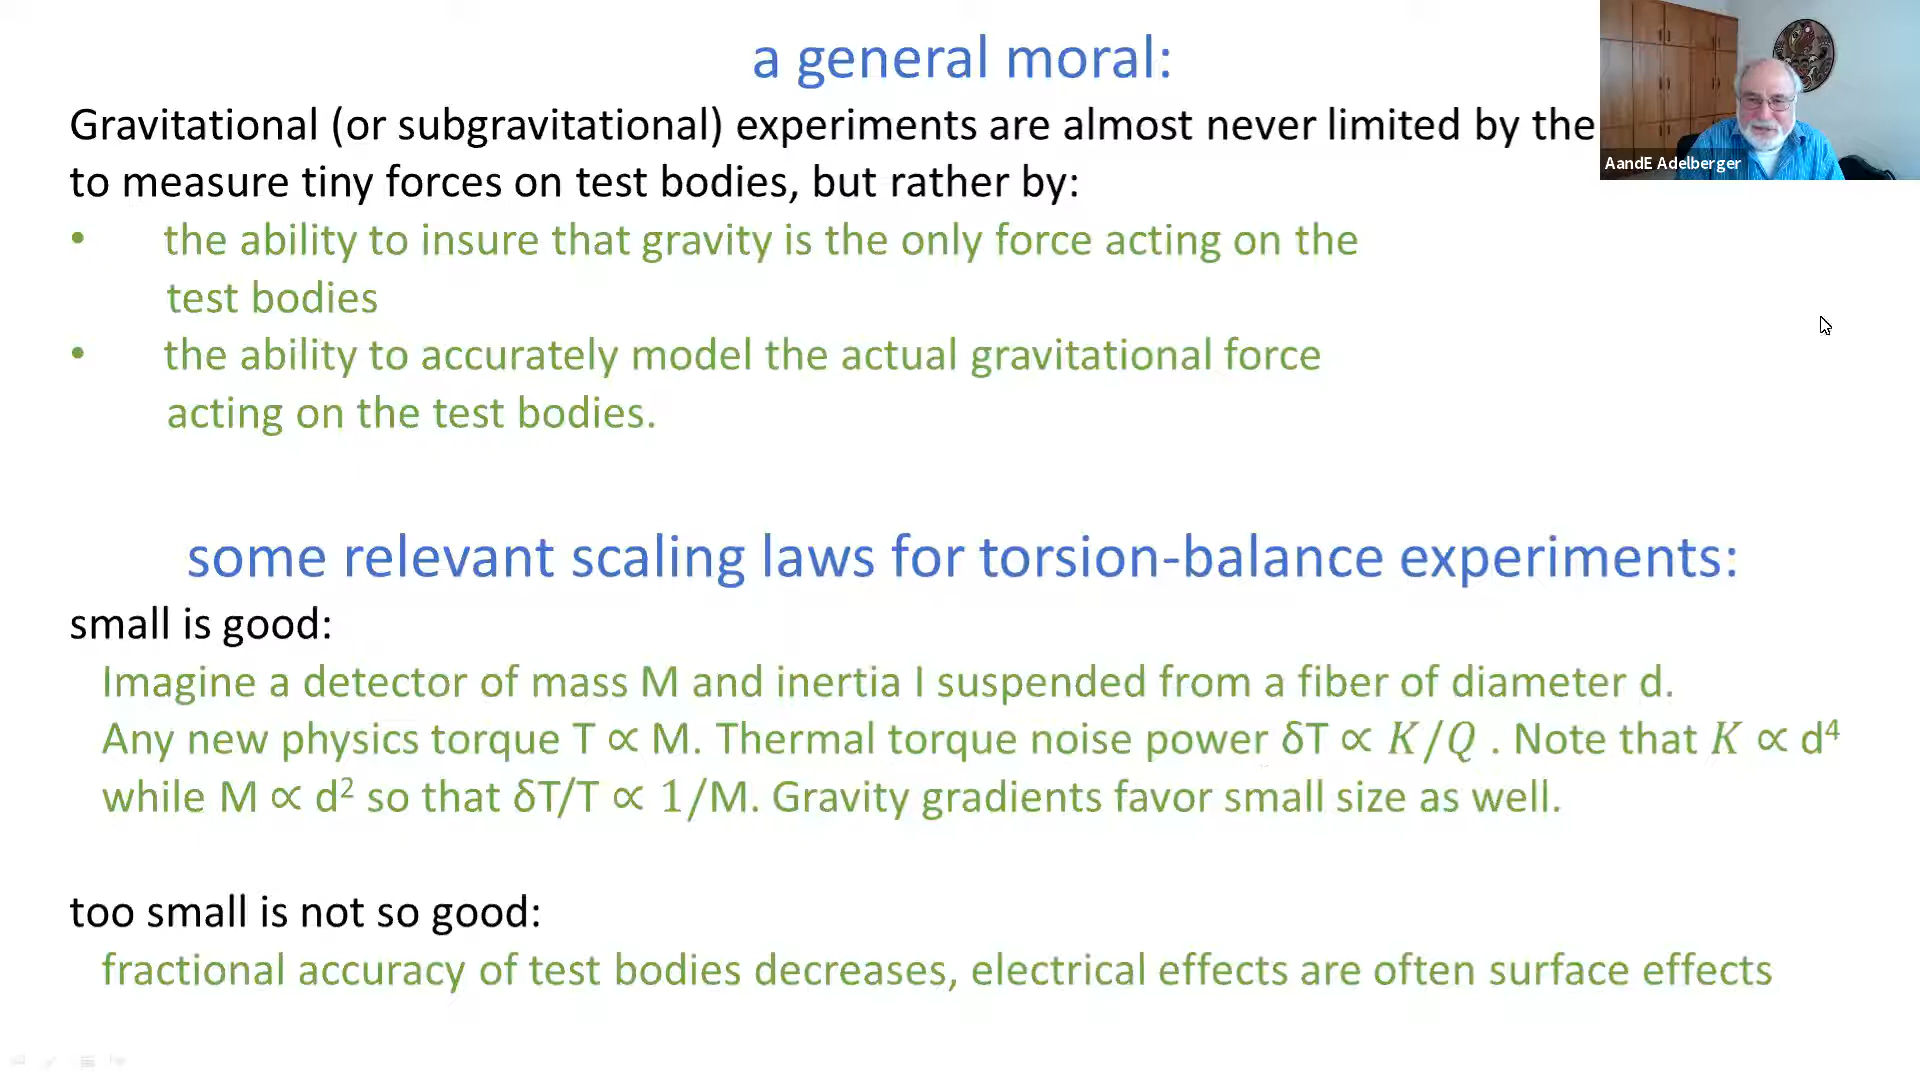 a general moral:
Gravitational (or subgravitational) experiments are almost never limited by the
AandE Adelberger
to measure tiny forces on test bodies, but rather by:
• the ability to insure that gravity is the only force acting on the
test bodies
• the ability to accurately model the actual gravitational force
acting on the test bodies.
some relevant scaling laws for torsion-balance experiments:
small is good:
Imagine a detector of mass M and inertia I suspended from a fiber of diameter d.
Any new physics torque T ∝ M. Thermal torque noise power δT ∝ K/Q . Note that K ∝ d⁴
while M ∝ d² so that δT/T ∝ 1/M. Gravity gradients favor small size as well.
too small is not so good:
fractional accuracy of test bodies decreases, electrical effects are often surface effects